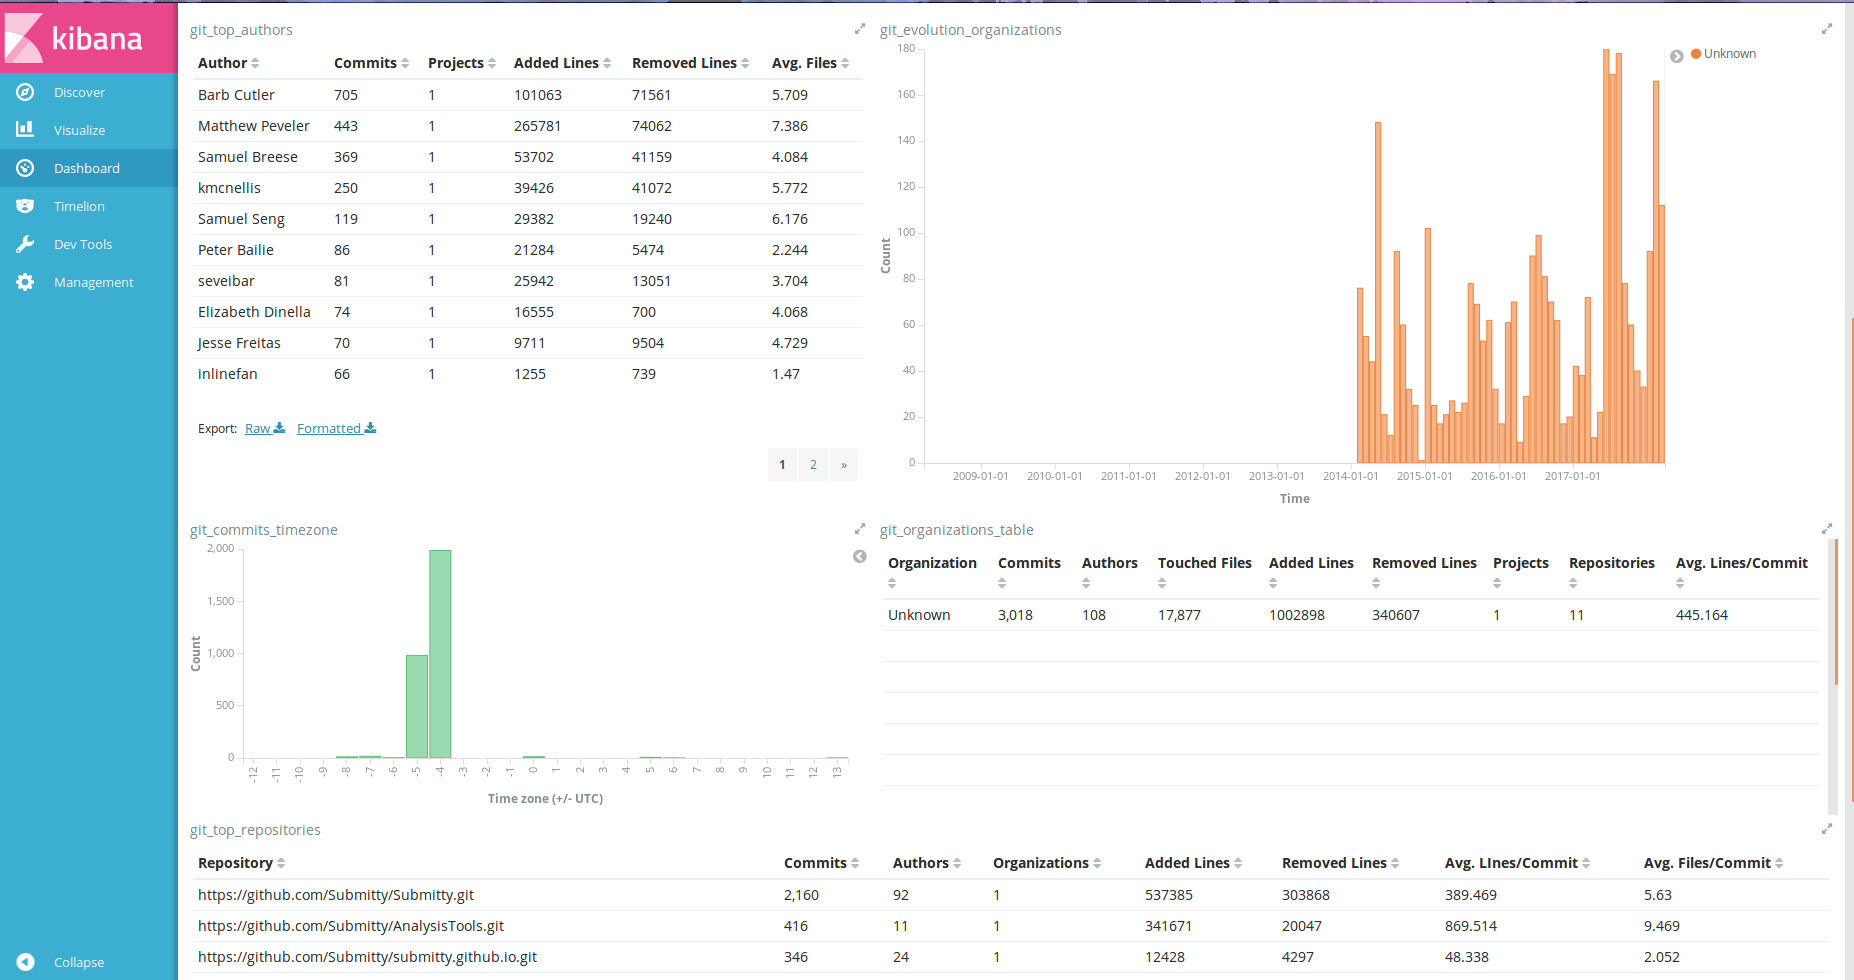 kibana
Discover
Visualize
Dashboard
Timelion
Dev Tools
Management
Collapse
git_top_authors
Author Commits Projects Added Lines Removed Lines Avg. Files
Barb Cutler 705 1 101063 71561 5.709
Matthew Peveler 443 1 265781 74062 7.386
Samuel Breese 369 1 53702 41159 4.084
kmcnellis 250 1 39426 41072 5.772
Samuel Seng 119 1 29382 19240 6.176
Peter Bailie 86 1 21284 5474 2.244
seveibar 81 1 25942 13051 3.704
Elizabeth Dinella 74 1 16555 700 4.068
Jesse Freitas 70 1 9711 9504 4.729
inlinefan 66 1 1255 739 1.47
Export: Raw Formatted
1 2 »
git_evolution_organizations
Unknown
180
160
140
120
100
80
60
40
20
0
Count
2009-01-01 2010-01-01 2011-01-01 2012-01-01 2013-01-01 2014-01-01 2015-01-01 2016-01-01 2017-01-01
Time
git_commits_timezone
2,000
1,500
1,000
500
0
Count
-12 -11 -10 -9 -8 -7 -6 -5 -4 -3 -2 -1 0 1 2 3 4 5 6 7 8 9 10 11 12 13
Time zone (+/- UTC)
git_organizations_table
Organization Commits Authors Touched Files Added Lines Removed Lines Projects Repositories Avg. Lines/Commit
Unknown 3,018 108 17,877 1002898 340607 1 11 445.164
git_top_repositories
Repository Commits Authors Organizations Added Lines Removed Lines Avg. LInes/Commit Avg. Files/Commit
https://github.com/Submitty/Submitty.git 2,160 92 1 537385 303868 389.469 5.63
https://github.com/Submitty/AnalysisTools.git 416 11 1 341671 20047 869.514 9.469
https://github.com/Submitty/submitty.github.io.git 346 24 1 12428 4297 48.338 2.052